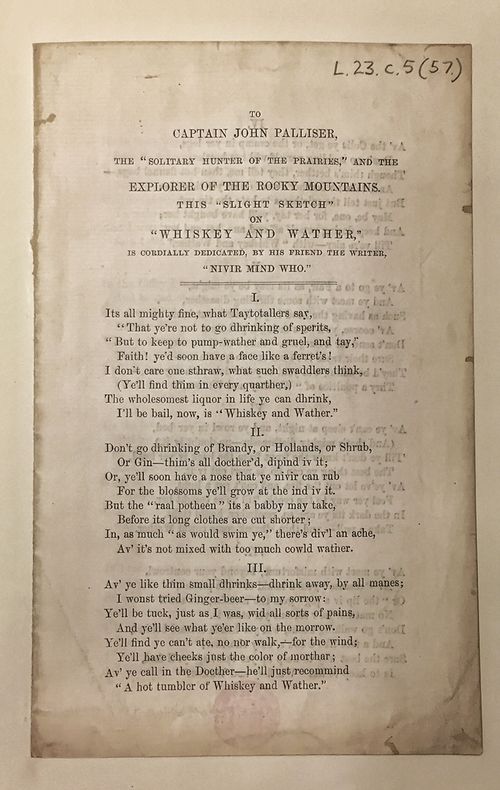 L.23.c.5(57.)
TO
CAPTAIN JOHN PALLISER,
THE "SOLITARY HUNTER OF THE PRAIRIES," AND THE
EXPLORER OF THE ROCKY MOUNTAINS.
THIS "SLIGHT SKETCH"
ON
"WHISKEY AND WATHER,"
IS CORDIALLY DEDICATED, BY HIS FRIEND THE WRITER,
"NIVIR MIND WHO."
I.
Its all mighty fine, what Taytotallers say,
"That ye're not to go dhrinking of sperits,
"But to keep to pump-wather and gruel, and tay,"
Faith! ye'd soon have a face like a ferret's!
I don't care one sthraw, what such swaddlers think,
(Ye'll find thim in every quarther,)
The wholesomest liquor in life ye can dhrink,
I'll be bail, now, is "Whiskey and Wather."
II.
Don't go dhrinking of Brandy, or Hollands, or Shrub,
Or Gin—thim's all docther'd, dipind iv it;
Or, ye'll soon have a nose that ye nivir can rub
For the blossoms ye'll grow at the ind iv it.
But the "raal potheen" its a babby may take,
Before its long clothes are cut shorter;
In, as much "as would swim ye," there's div'l an ache,
Av' it's not mixed with too much cowld wather.
III.
Av' ye like thim small dhrinks—dhrink away, by all manes;
I wonst tried Ginger-beer—to my sorrow:
Ye'll be tuck, just as I was, wid all sorts of pains,
And ye'll see what ye'er like on the morrow.
Ye'll find ye can't ate, no nor walk,—for the wind;
Ye'll have cheeks just the color of morthar;
Av' ye call in the Docther—he'll just recommind
"A hot tumbler of Whiskey and Wather."